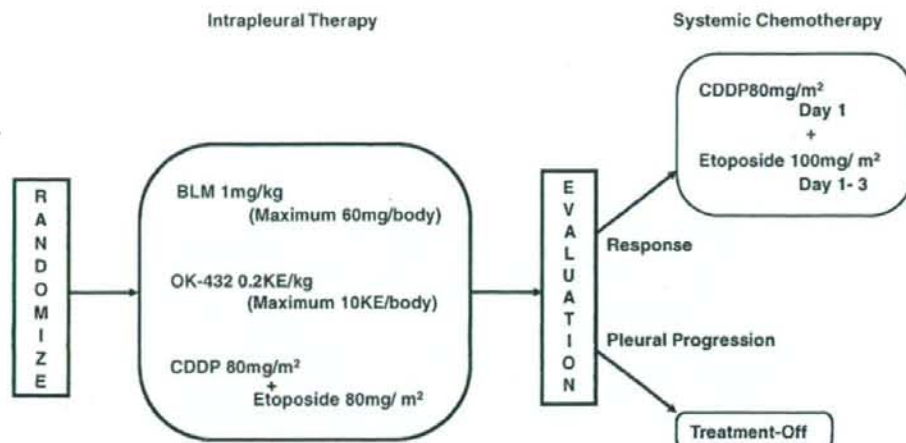 Intrapleural Therapy
Systemic Chemotherapy
RANDOMIZE
BLM 1mg/kg
(Maximum 60mg/body)
OK-432 0.2KE/kg
(Maximum 10KE/body)
CDDP 80mg/m²
+
Etoposide 80mg/ m²
EVALUATION
CDDP80mg/m²
Day 1
+
Etoposide 100mg/ m²
Day 1- 3
Response
Pleural Progression
Treatment-Off